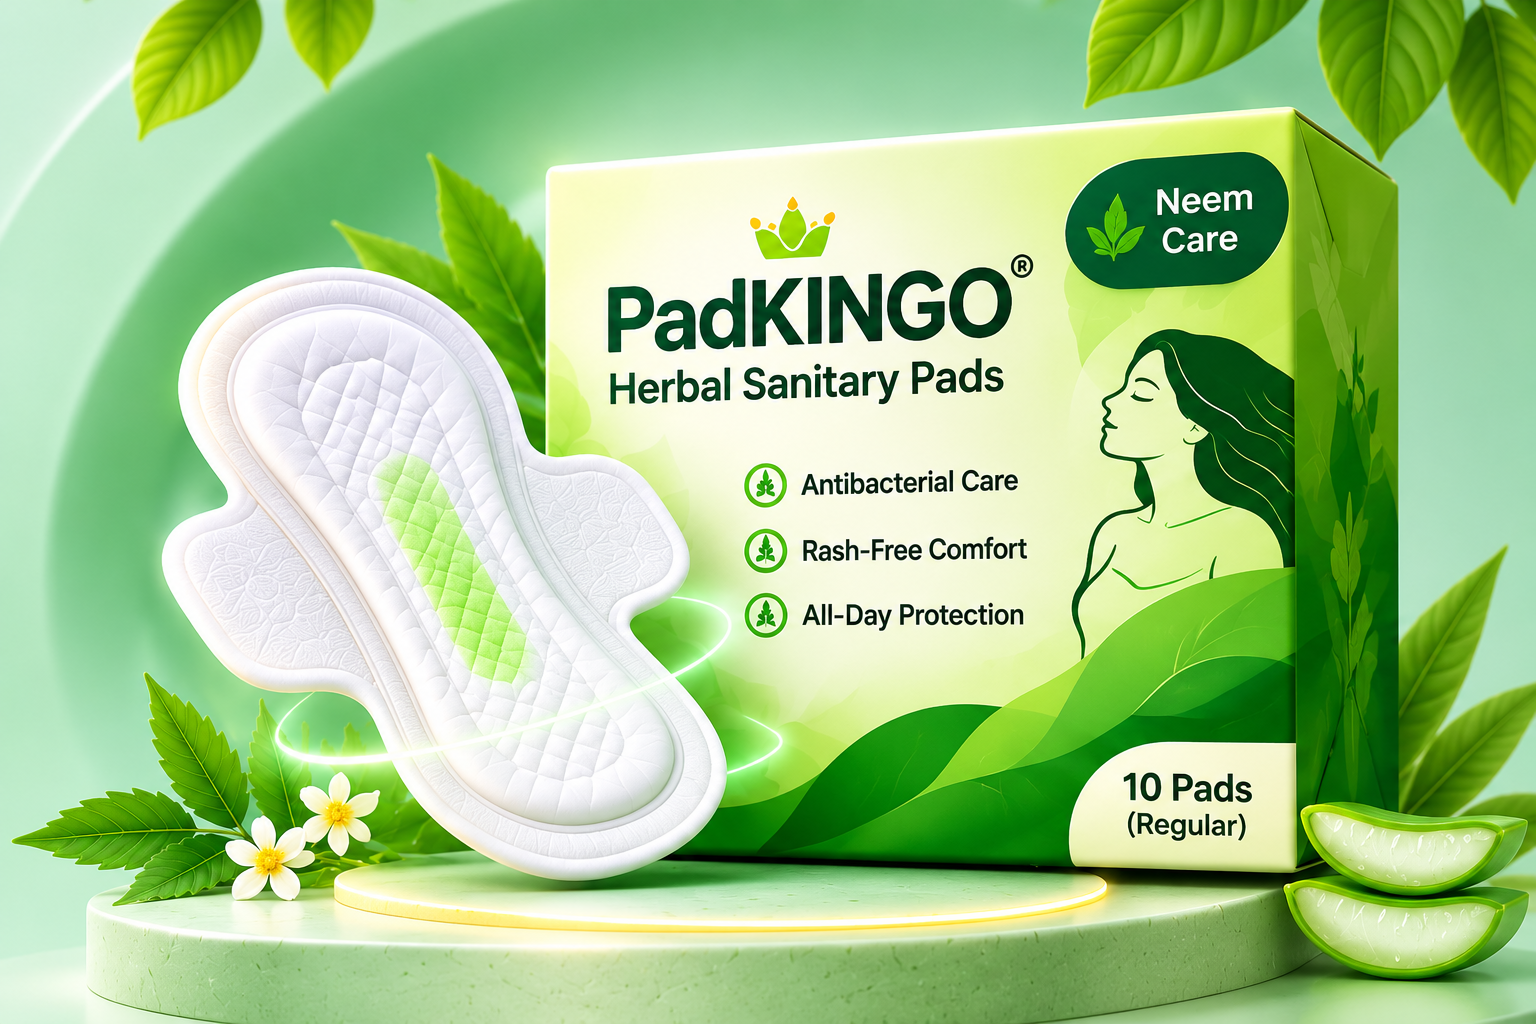 Neem
Care
PadKINGO®
Herbal Sanitary Pads
Antibacterial Care
Rash-Free Comfort
All-Day Protection
10 Pads
(Regular)